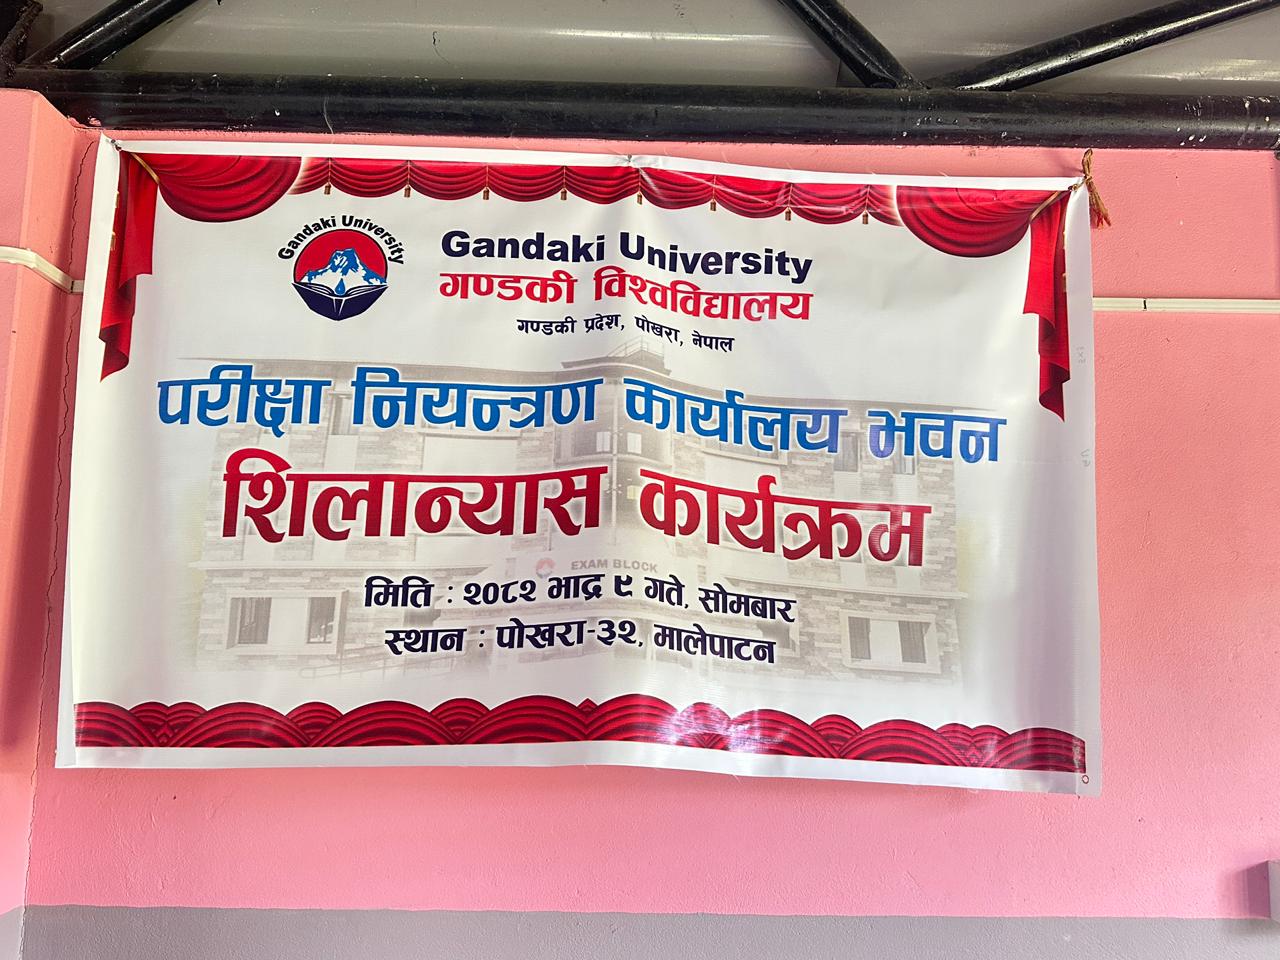 Gandaki University
Gandaki University
गण्डकी विश्वविद्यालय
गण्डकी प्रदेश, पोखरा, नेपाल
परीक्षा नियन्त्रण कार्यालय भवन
शिलान्यास कार्यक्रम
EXAM BLOCK
मिति : २०८२ भाद्र ९ गते, सोमबार
स्थान : पोखरा-३२, मालेपाटन